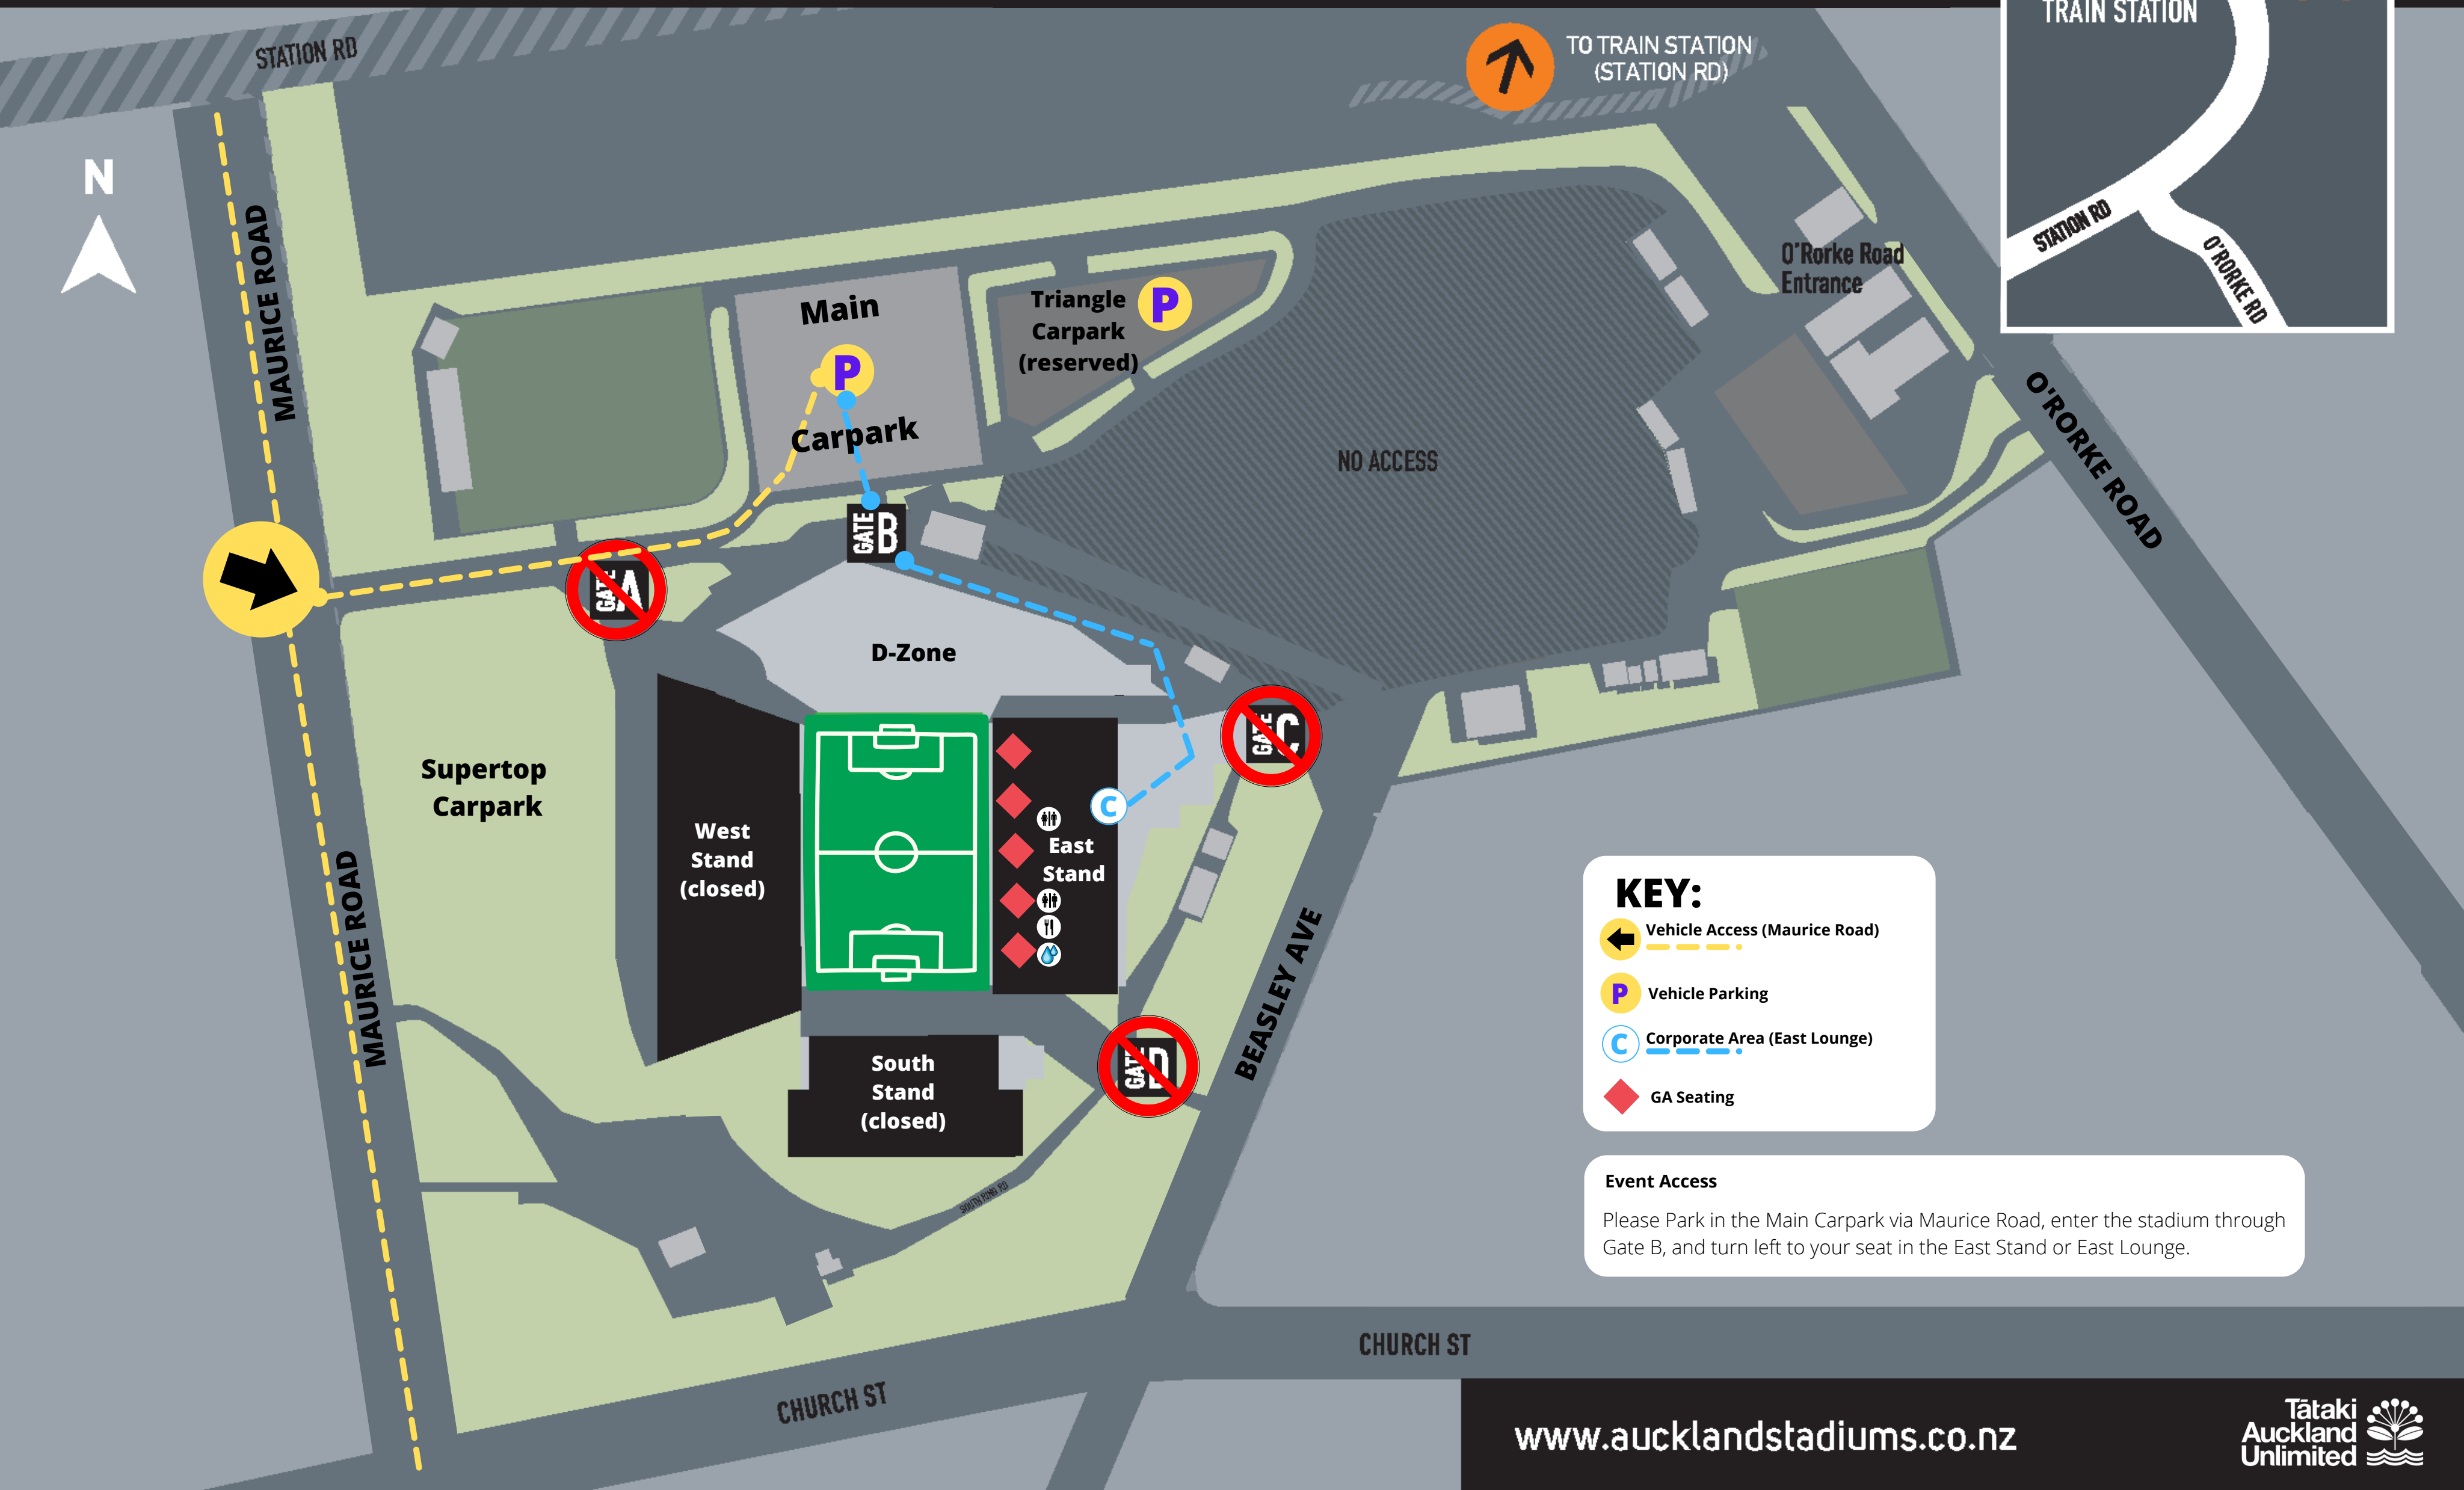 TRAIN STATION
STATION RD
TO TRAIN STATION
(STATION RD)
N
STATION RD
O'RORKE RD
MAURICE ROAD
O'Rorke Road
Entrance
Main
P
Carpark
Triangle
Carpark
(reserved)
P
O'RORKE ROAD
NO ACCESS
GATE B
GATE A
D-Zone
GATE C
Supertop
Carpark
West
Stand
(closed)
C
East
Stand
MAURICE ROAD
BEASLEY AVE
South
Stand
(closed)
GATE D
SOUTH RING RD
KEY:
Vehicle Access (Maurice Road)
P Vehicle Parking
C Corporate Area (East Lounge)
GA Seating
Event Access
Please Park in the Main Carpark via Maurice Road, enter the stadium through
Gate B, and turn left to your seat in the East Stand or East Lounge.
CHURCH ST
CHURCH ST
www.aucklandstadiums.co.nz
Tātaki
Auckland
Unlimited